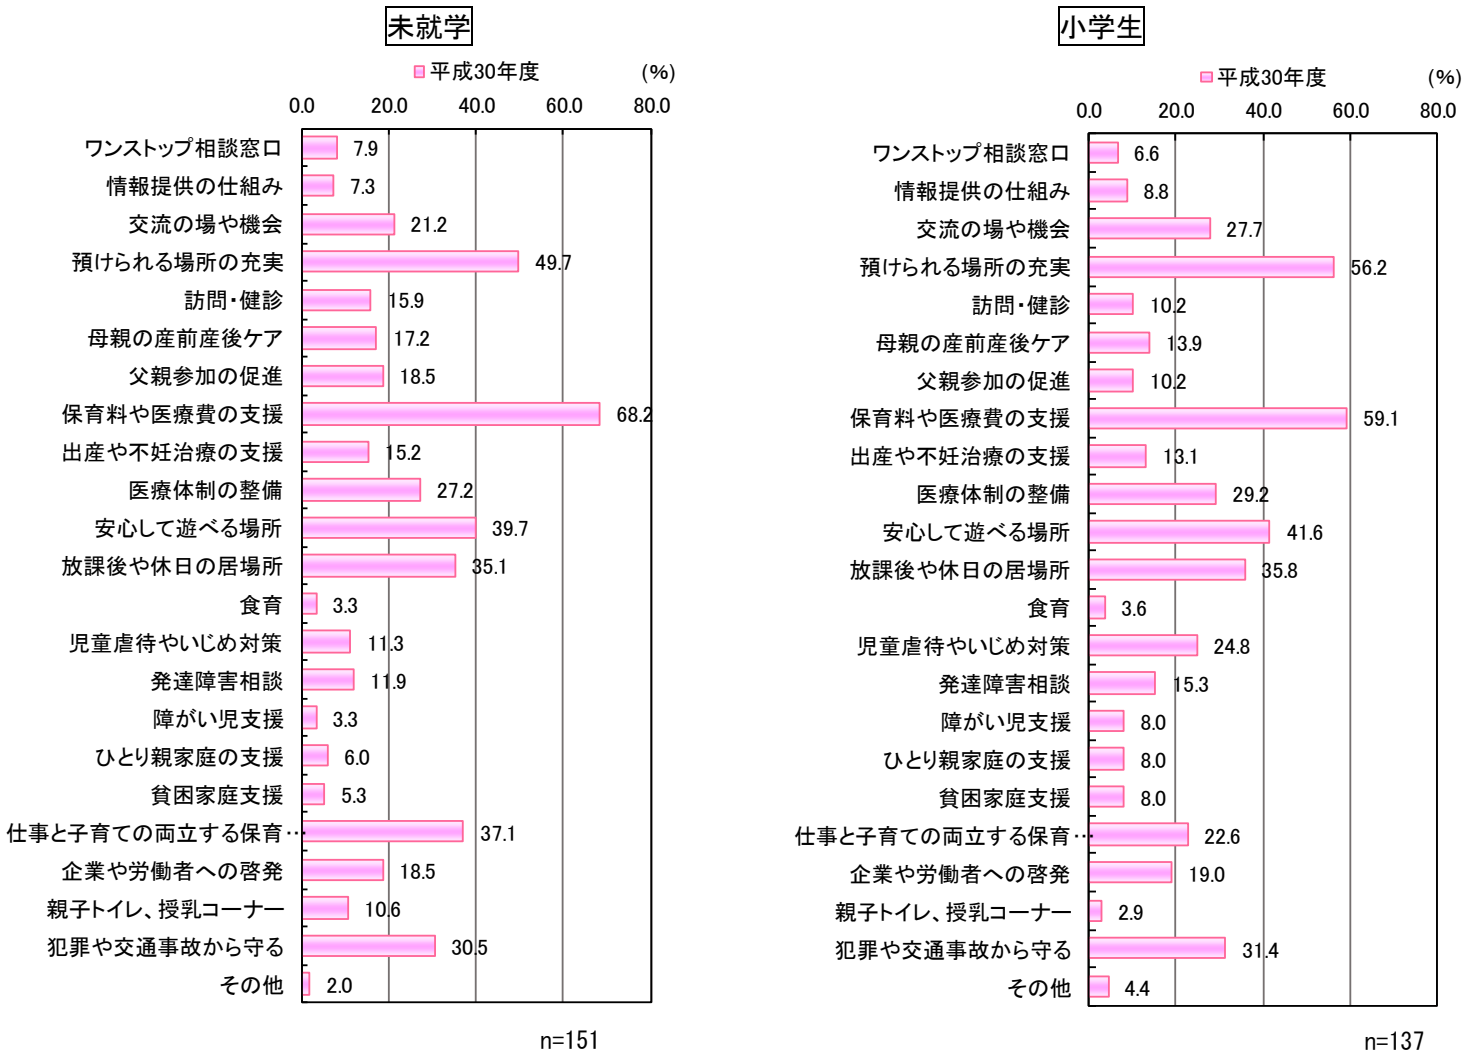 未就学
平成30年度
(%)
0.0 20.0 40.0 60.0 80.0
ワンストップ相談窓口 7.9
情報提供の仕組み 7.3
交流の場や機会 21.2
預けられる場所の充実 49.7
訪問・健診 15.9
母親の産前産後ケア 17.2
父親参加の促進 18.5
保育料や医療費の支援 68.2
出産や不妊治療の支援 15.2
医療体制の整備 27.2
安心して遊べる場所 39.7
放課後や休日の居場所 35.1
食育 3.3
児童虐待やいじめ対策 11.3
発達障害相談 11.9
障がい児支援 3.3
ひとり親家庭の支援 6.0
貧困家庭支援 5.3
仕事と子育ての両立する保育… 37.1
企業や労働者への啓発 18.5
親子トイレ、授乳コーナー 10.6
犯罪や交通事故から守る 30.5
その他 2.0
n=151
小学生
平成30年度
(%)
0.0 20.0 40.0 60.0 80.0
ワンストップ相談窓口 6.6
情報提供の仕組み 8.8
交流の場や機会 27.7
預けられる場所の充実 56.2
訪問・健診 10.2
母親の産前産後ケア 13.9
父親参加の促進 10.2
保育料や医療費の支援 59.1
出産や不妊治療の支援 13.1
医療体制の整備 29.2
安心して遊べる場所 41.6
放課後や休日の居場所 35.8
食育 3.6
児童虐待やいじめ対策 24.8
発達障害相談 15.3
障がい児支援 8.0
ひとり親家庭の支援 8.0
貧困家庭支援 8.0
仕事と子育ての両立する保育… 22.6
企業や労働者への啓発 19.0
親子トイレ、授乳コーナー 2.9
犯罪や交通事故から守る 31.4
その他 4.4
n=137